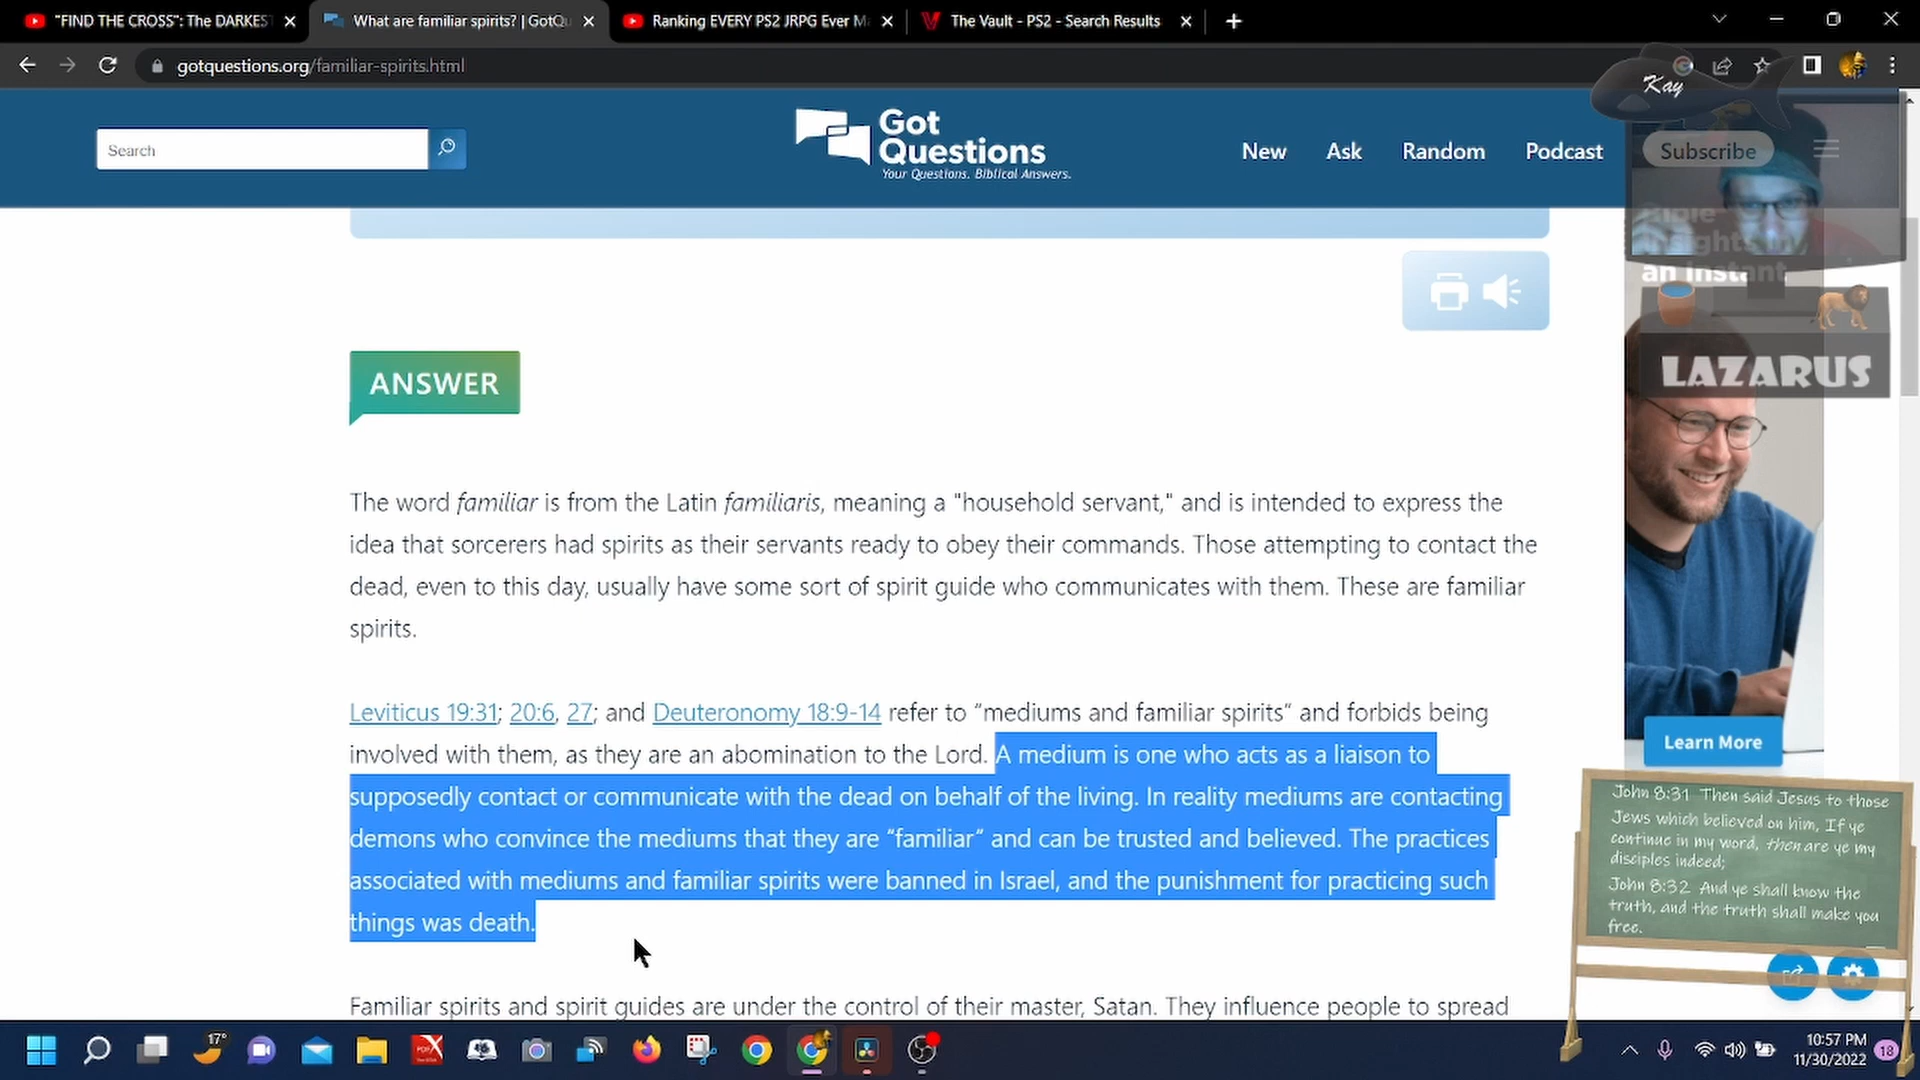 "FIND THE CROSS": The DARKES
What are familiar spirits? | GotQu
Ranking EVERY PS2 JRPG Ever M
The Vault - PS2 - Search Results
gotquestions.org/familiar-spirits.html
Kay
Search
Got
Questions
Your Questions. Biblical Answers.
New
Ask
Random
Podcast
Subscribe
Bible
insights in
an instant
LAZARUS
ANSWER
The word familiar is from the Latin familiaris, meaning a "household servant," and is intended to express the
idea that sorcerers had spirits as their servants ready to obey their commands. Those attempting to contact the
dead, even to this day, usually have some sort of spirit guide who communicates with them. These are familiar
spirits.
Leviticus 19:31; 20:6, 27; and Deuteronomy 18:9-14 refer to “mediums and familiar spirits” and forbids being
involved with them, as they are an abomination to the Lord. A medium is one who acts as a liaison to
supposedly contact or communicate with the dead on behalf of the living. In reality mediums are contacting
demons who convince the mediums that they are “familiar” and can be trusted and believed. The practices
associated with mediums and familiar spirits were banned in Israel, and the punishment for practicing such
things was death.
Familiar spirits and spirit guides are under the control of their master, Satan. They influence people to spread
Learn More
John 8:31 Then said Jesus to those
Jews which believed on him, If ye
continue in my word, then are ye my
disciples indeed;
John 8:32 And ye shall know the
truth, and the truth shall make you
free.
17°
10:57 PM
11/30/2022
18